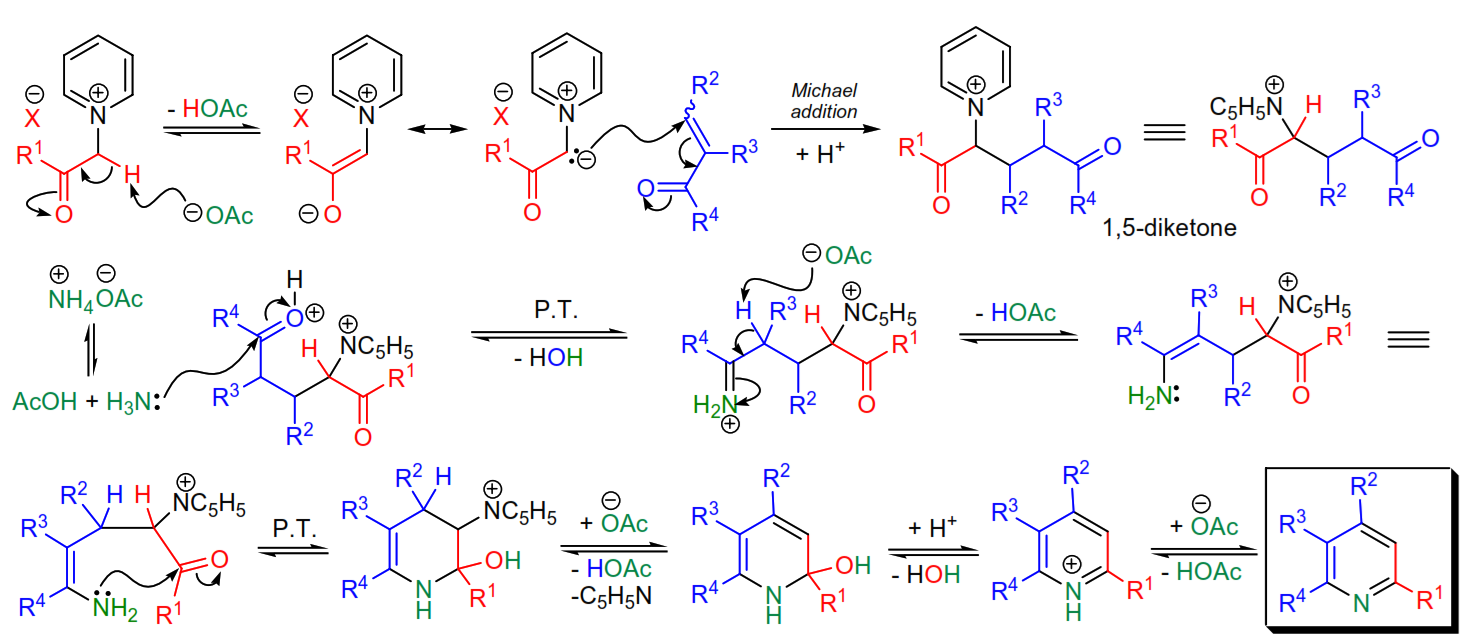 X⊖ N⊕ R¹ O H ⊖OAc
- HOAc
X⊖ N⊕ R¹ ⊖O
X⊖ N⊕ R¹ O ⊖ R² R³ O R⁴
Michael
addition
+ H⁺
N⊕ R¹ O R² R³ O R⁴
C₅H₅N⊕ H R¹ O R² R³ O R⁴
1,5-diketone
⊕NH₄⊖OAc
AcOH + H₃N:
H O⊕ R⁴ R³ R² H ⊕NC₅H₅ R¹ O
P.T.
- HOH
⊖OAc
H R³ R⁴ H₂N⊕ R² H ⊕NC₅H₅ R¹ O
- HOAc
R³ R⁴ H₂N: R² H ⊕NC₅H₅ R¹ O
R² H H ⊕NC₅H₅ R³ R⁴ NH₂ O R¹
P.T.
R² H R³ ⊕NC₅H₅ R⁴ N H OH R¹
+ ⊖OAc
- HOAc
-C₅H₅N
R² R³ R⁴ N H OH R¹
+ H⁺
- HOH
R² R³ R⁴ ⊕ N H R¹
+ ⊖OAc
- HOAc
R² R³ R⁴ N R¹